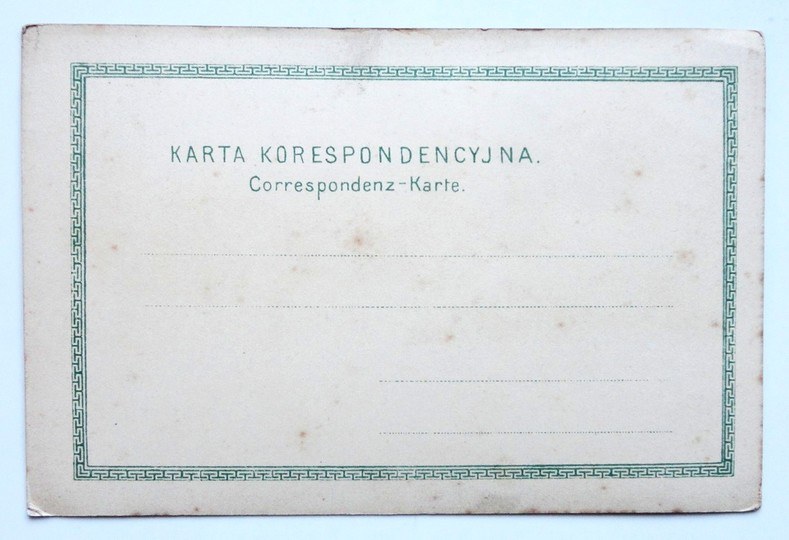 KARTA KORESPONDENCYJNA.
Correspondenz-Karte.